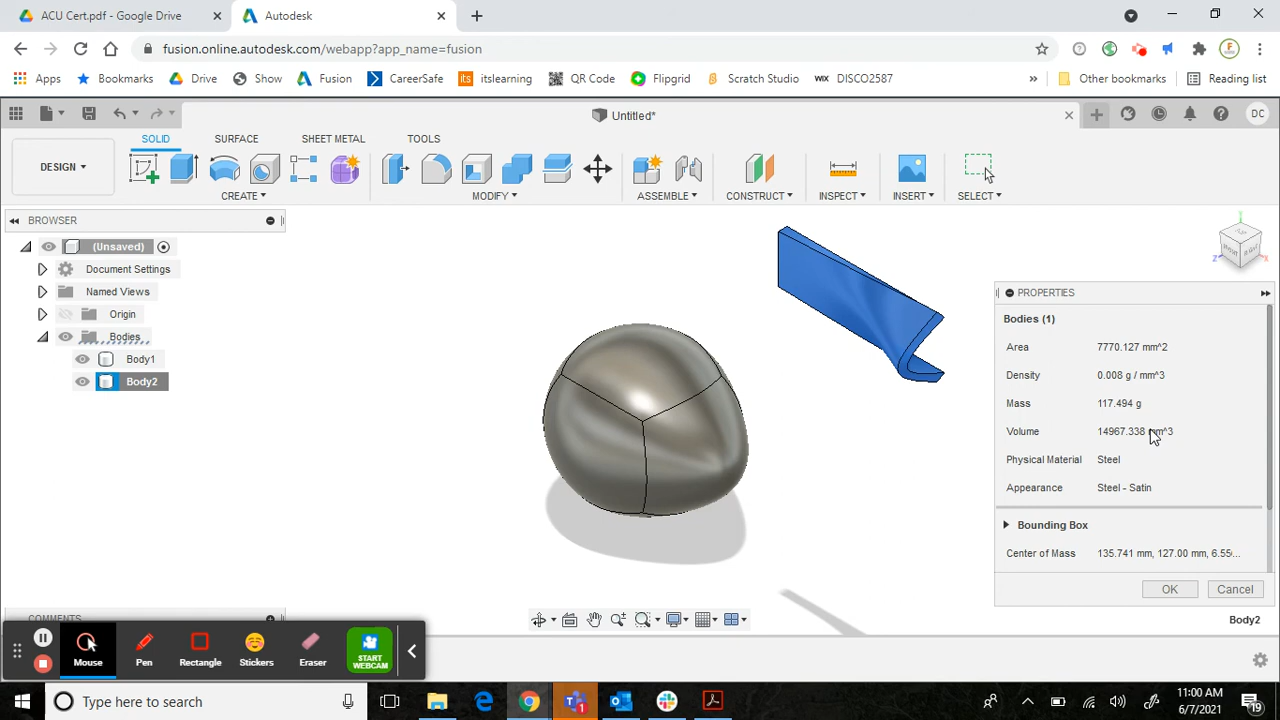 ACU Cert.pdf - Google Drive
Autodesk
fusion.online.autodesk.com/webapp?app_name=fusion
Apps Bookmarks Drive Show Fusion CareerSafe its itslearning QR Code Flipgrid Scratch Studio WIX DISCO2587 » Other bookmarks Reading list
Untitled*
DC
SOLID SURFACE SHEET METAL TOOLS
DESIGN
CREATE MODIFY ASSEMBLE CONSTRUCT INSPECT INSERT SELECT
BROWSER
(Unsaved)
Document Settings
Named Views
Origin
Bodies
Body1
Body2
PROPERTIES
Bodies (1)
Area 7770.127 mm^2
Density 0.008 g / mm^3
Mass 117.494 g
Volume 14967.338 mm^3
Physical Material Steel
Appearance Steel - Satin
Bounding Box
Center of Mass 135.741 mm, 127.00 mm, 6.55...
OK Cancel
COMMENTS
Body2
Mouse Pen Rectangle Stickers Eraser START WEBCAM
Type here to search
11:00 AM
6/7/2021
1
19